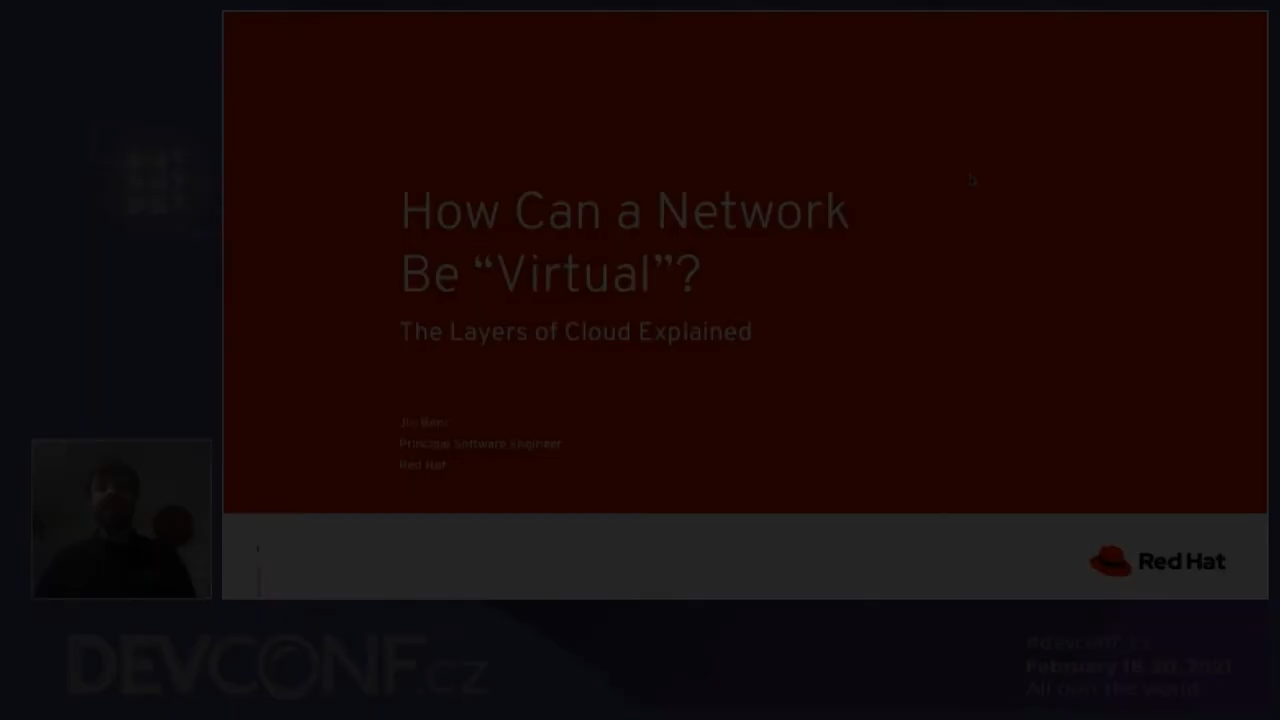 How Can a Network
Be “Virtual”?
The Layers of Cloud Explained
Principal Software Engineer
Red Hat
Red Hat
DEVCONF.cz
February 18-20, 2021
All over the world